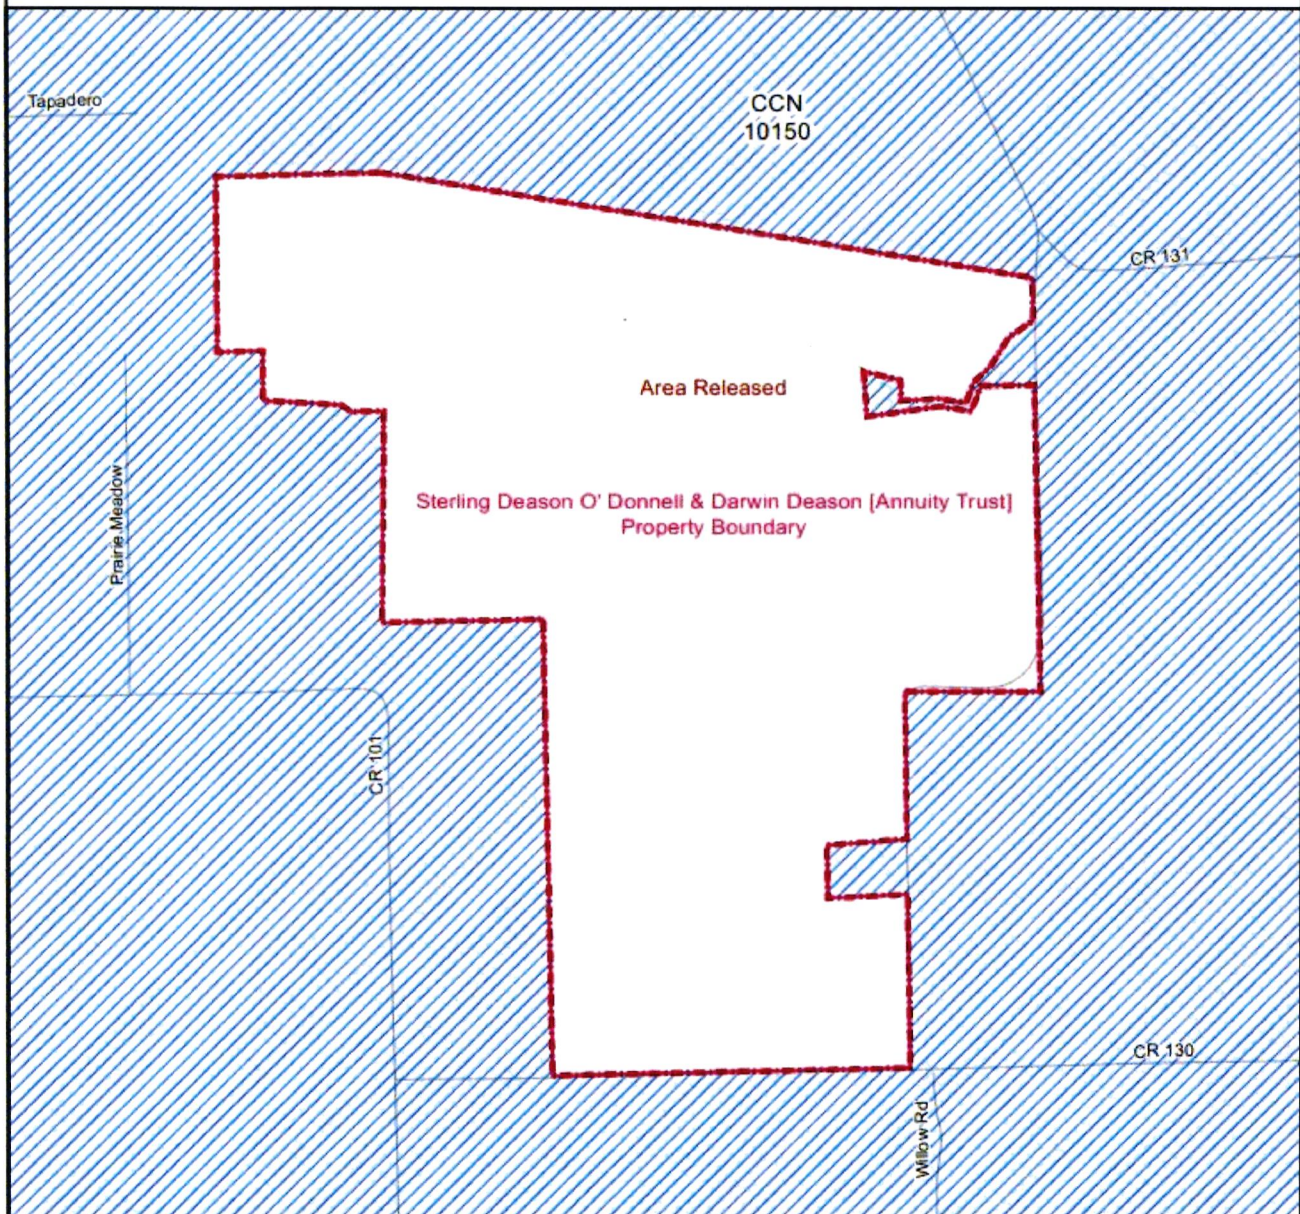 Tapadero
CCN
10150
CR 131
Area Released
Sterling Deason O' Donnell & Darwin Deason [Annuity Trust]
Property Boundary
Prairie Meadow
CR 101
CR 130
Willow Rd